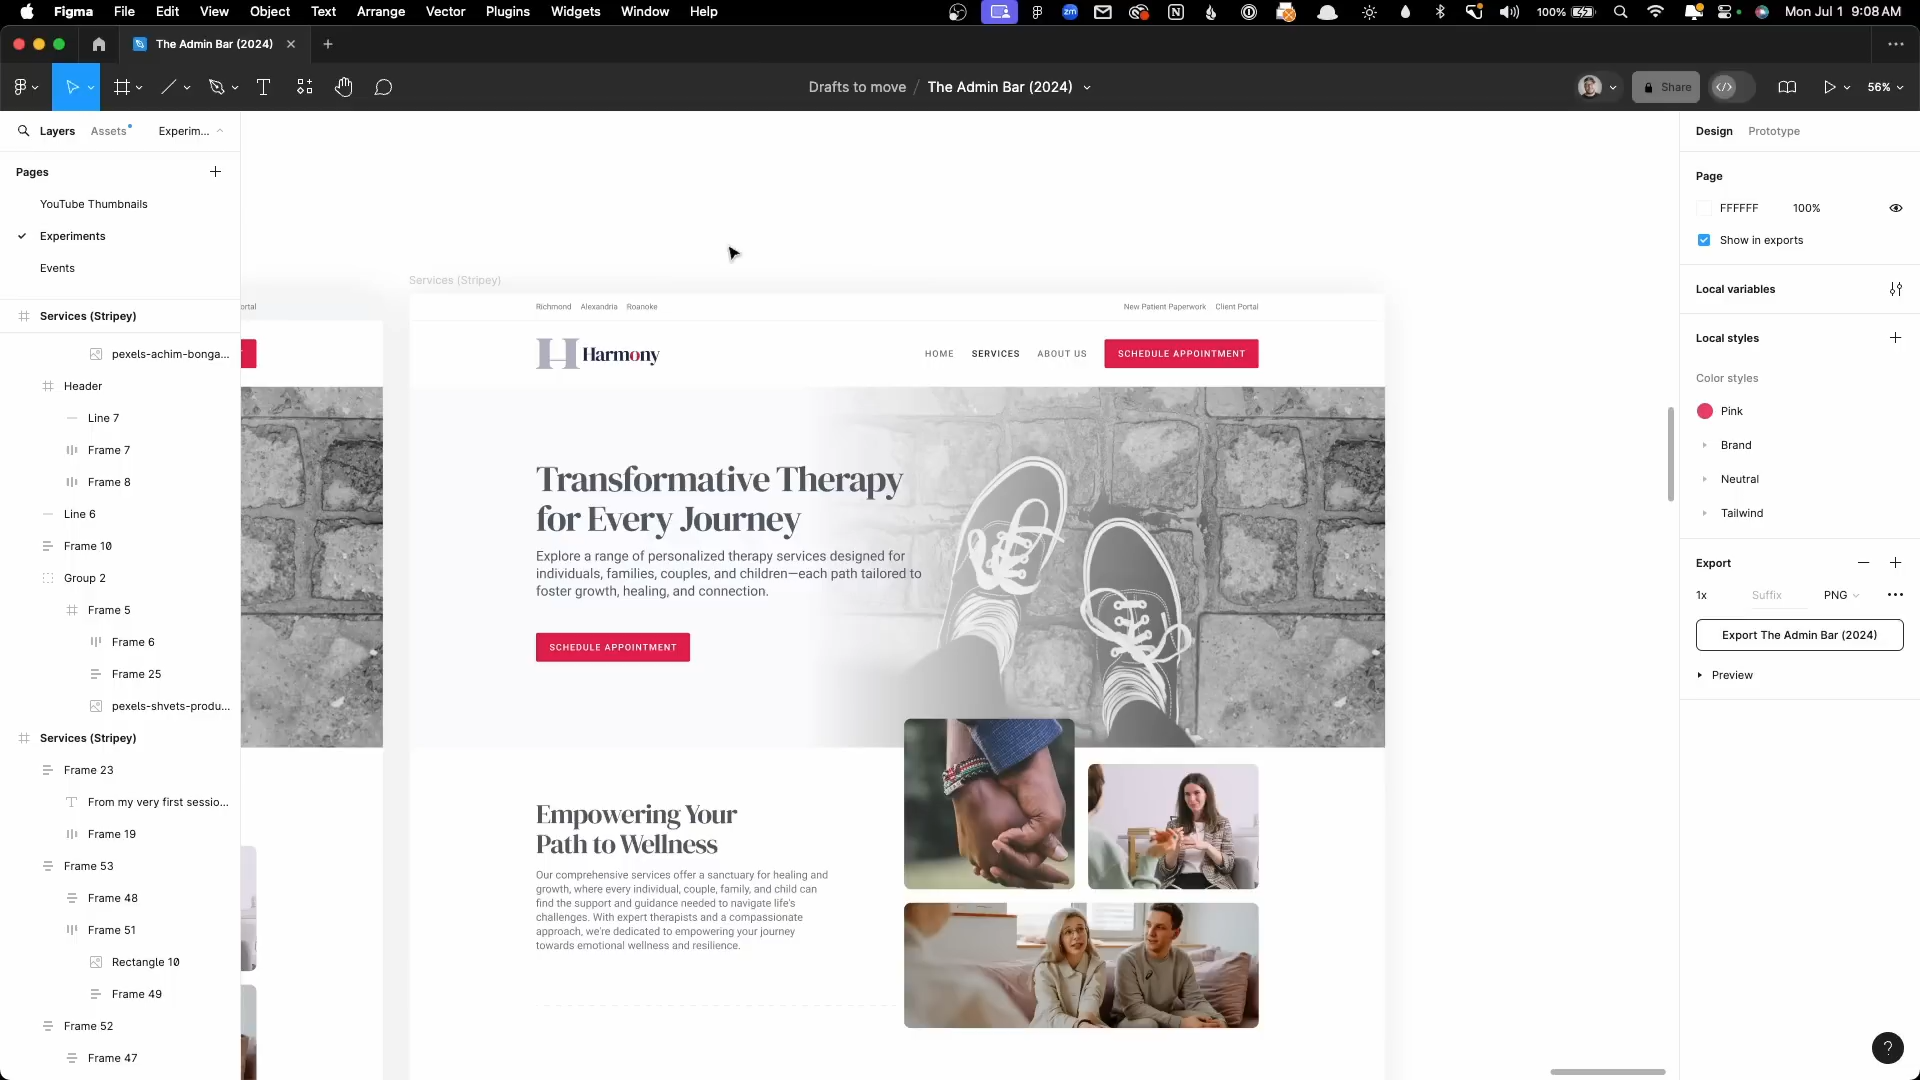 Figma File Edit View Object Text Arrange Vector Plugins Widgets Window Help
100% Mon Jul 1 9:08 AM
The Admin Bar (2024)
Drafts to move / The Admin Bar (2024)
Share
56%
Layers Assets Experim...
Pages
YouTube Thumbnails
Experiments
Events
Services (Stripey)
pexels-achim-bonga...
Header
Line 7
Frame 7
Frame 8
Line 6
Frame 10
Group 2
Frame 5
Frame 6
Frame 25
pexels-shvets-produ...
Services (Stripey)
Frame 23
From my very first sessio...
Frame 19
Frame 53
Frame 48
Frame 51
Rectangle 10
Frame 49
Frame 52
Frame 47
ortal
Services (Stripey)
Richmond Alexandria Roanoke
New Patient Paperwork Client Portal
H Harmony
HOME SERVICES ABOUT US SCHEDULE APPOINTMENT
Transformative Therapy
for Every Journey
Explore a range of personalized therapy services designed for
individuals, families, couples, and children—each path tailored to
foster growth, healing, and connection.
SCHEDULE APPOINTMENT
Empowering Your
Path to Wellness
Our comprehensive services offer a sanctuary for healing and
growth, where every individual, couple, family, and child can
find the support and guidance needed to navigate life's
challenges. With expert therapists and a compassionate
approach, we're dedicated to empowering your journey
towards emotional wellness and resilience.
Design Prototype
Page
FFFFFF 100%
Show in exports
Local variables
Local styles
Color styles
Pink
Brand
Neutral
Tailwind
Export
1x Suffix PNG
Export The Admin Bar (2024)
Preview
?